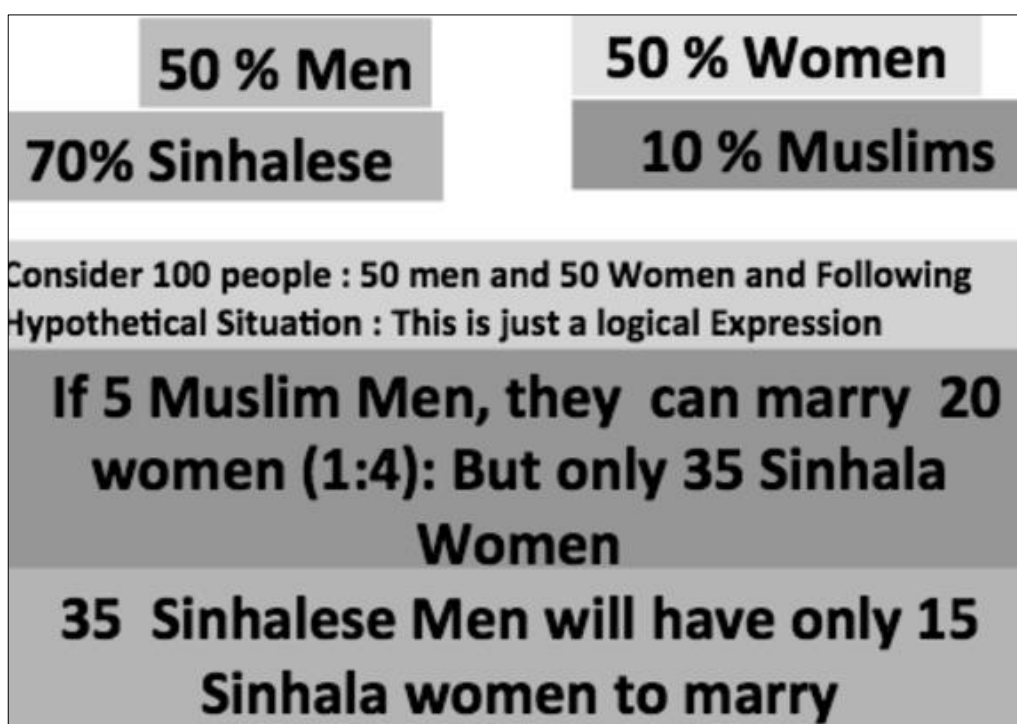 50 % Men
50 % Women
70% Sinhalese
10 % Muslims
Consider 100 people : 50 men and 50 Women and Following
Hypothetical Situation : This is just a logical Expression
If 5 Muslim Men, they can marry 20
women (1:4): But only 35 Sinhala
Women
35 Sinhalese Men will have only 15
Sinhala women to marry